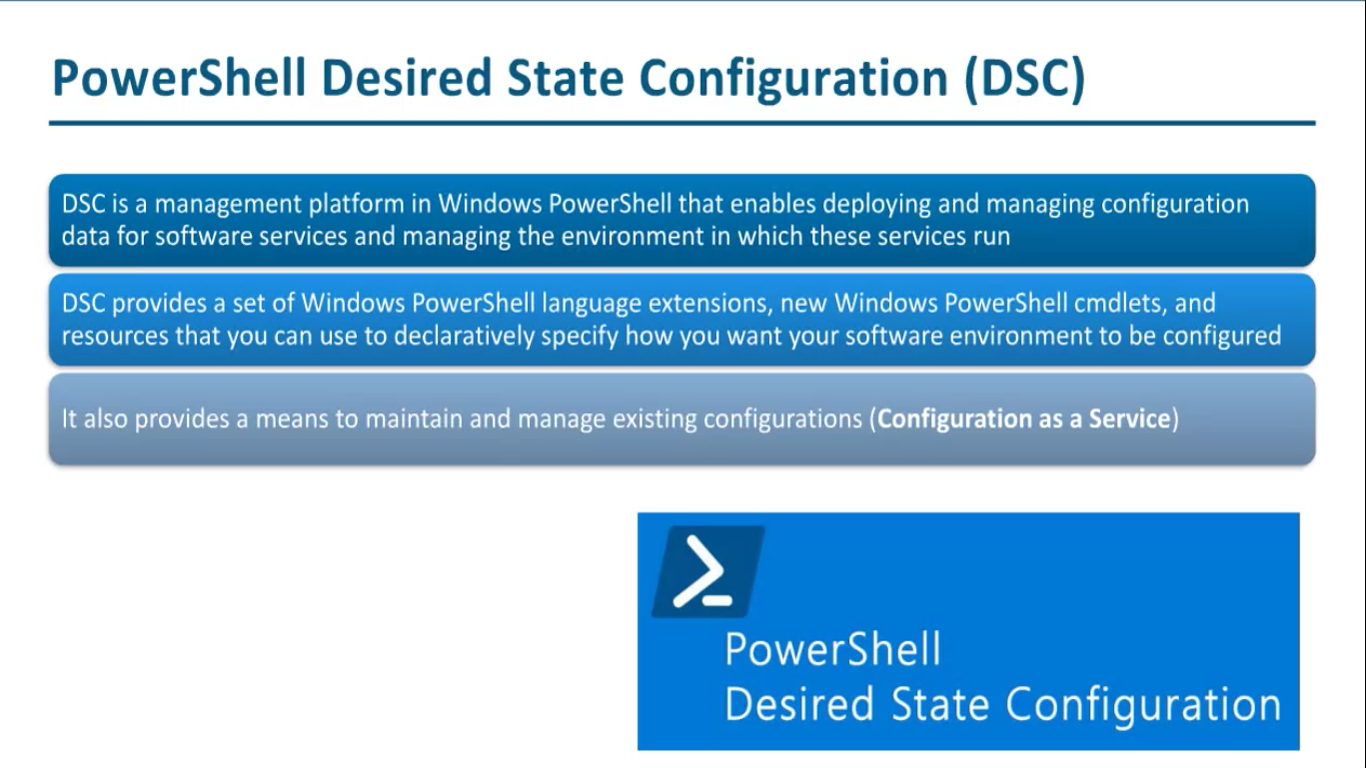 PowerShell Desired State Configuration (DSC)
DSC is a management platform in Windows PowerShell that enables deploying and managing configuration
data for software services and managing the environment in which these services run
DSC provides a set of Windows PowerShell language extensions, new Windows PowerShell cmdlets, and
resources that you can use to declaratively specify how you want your software environment to be configured
It also provides a means to maintain and manage existing configurations (Configuration as a Service)
PowerShell
Desired State Configuration